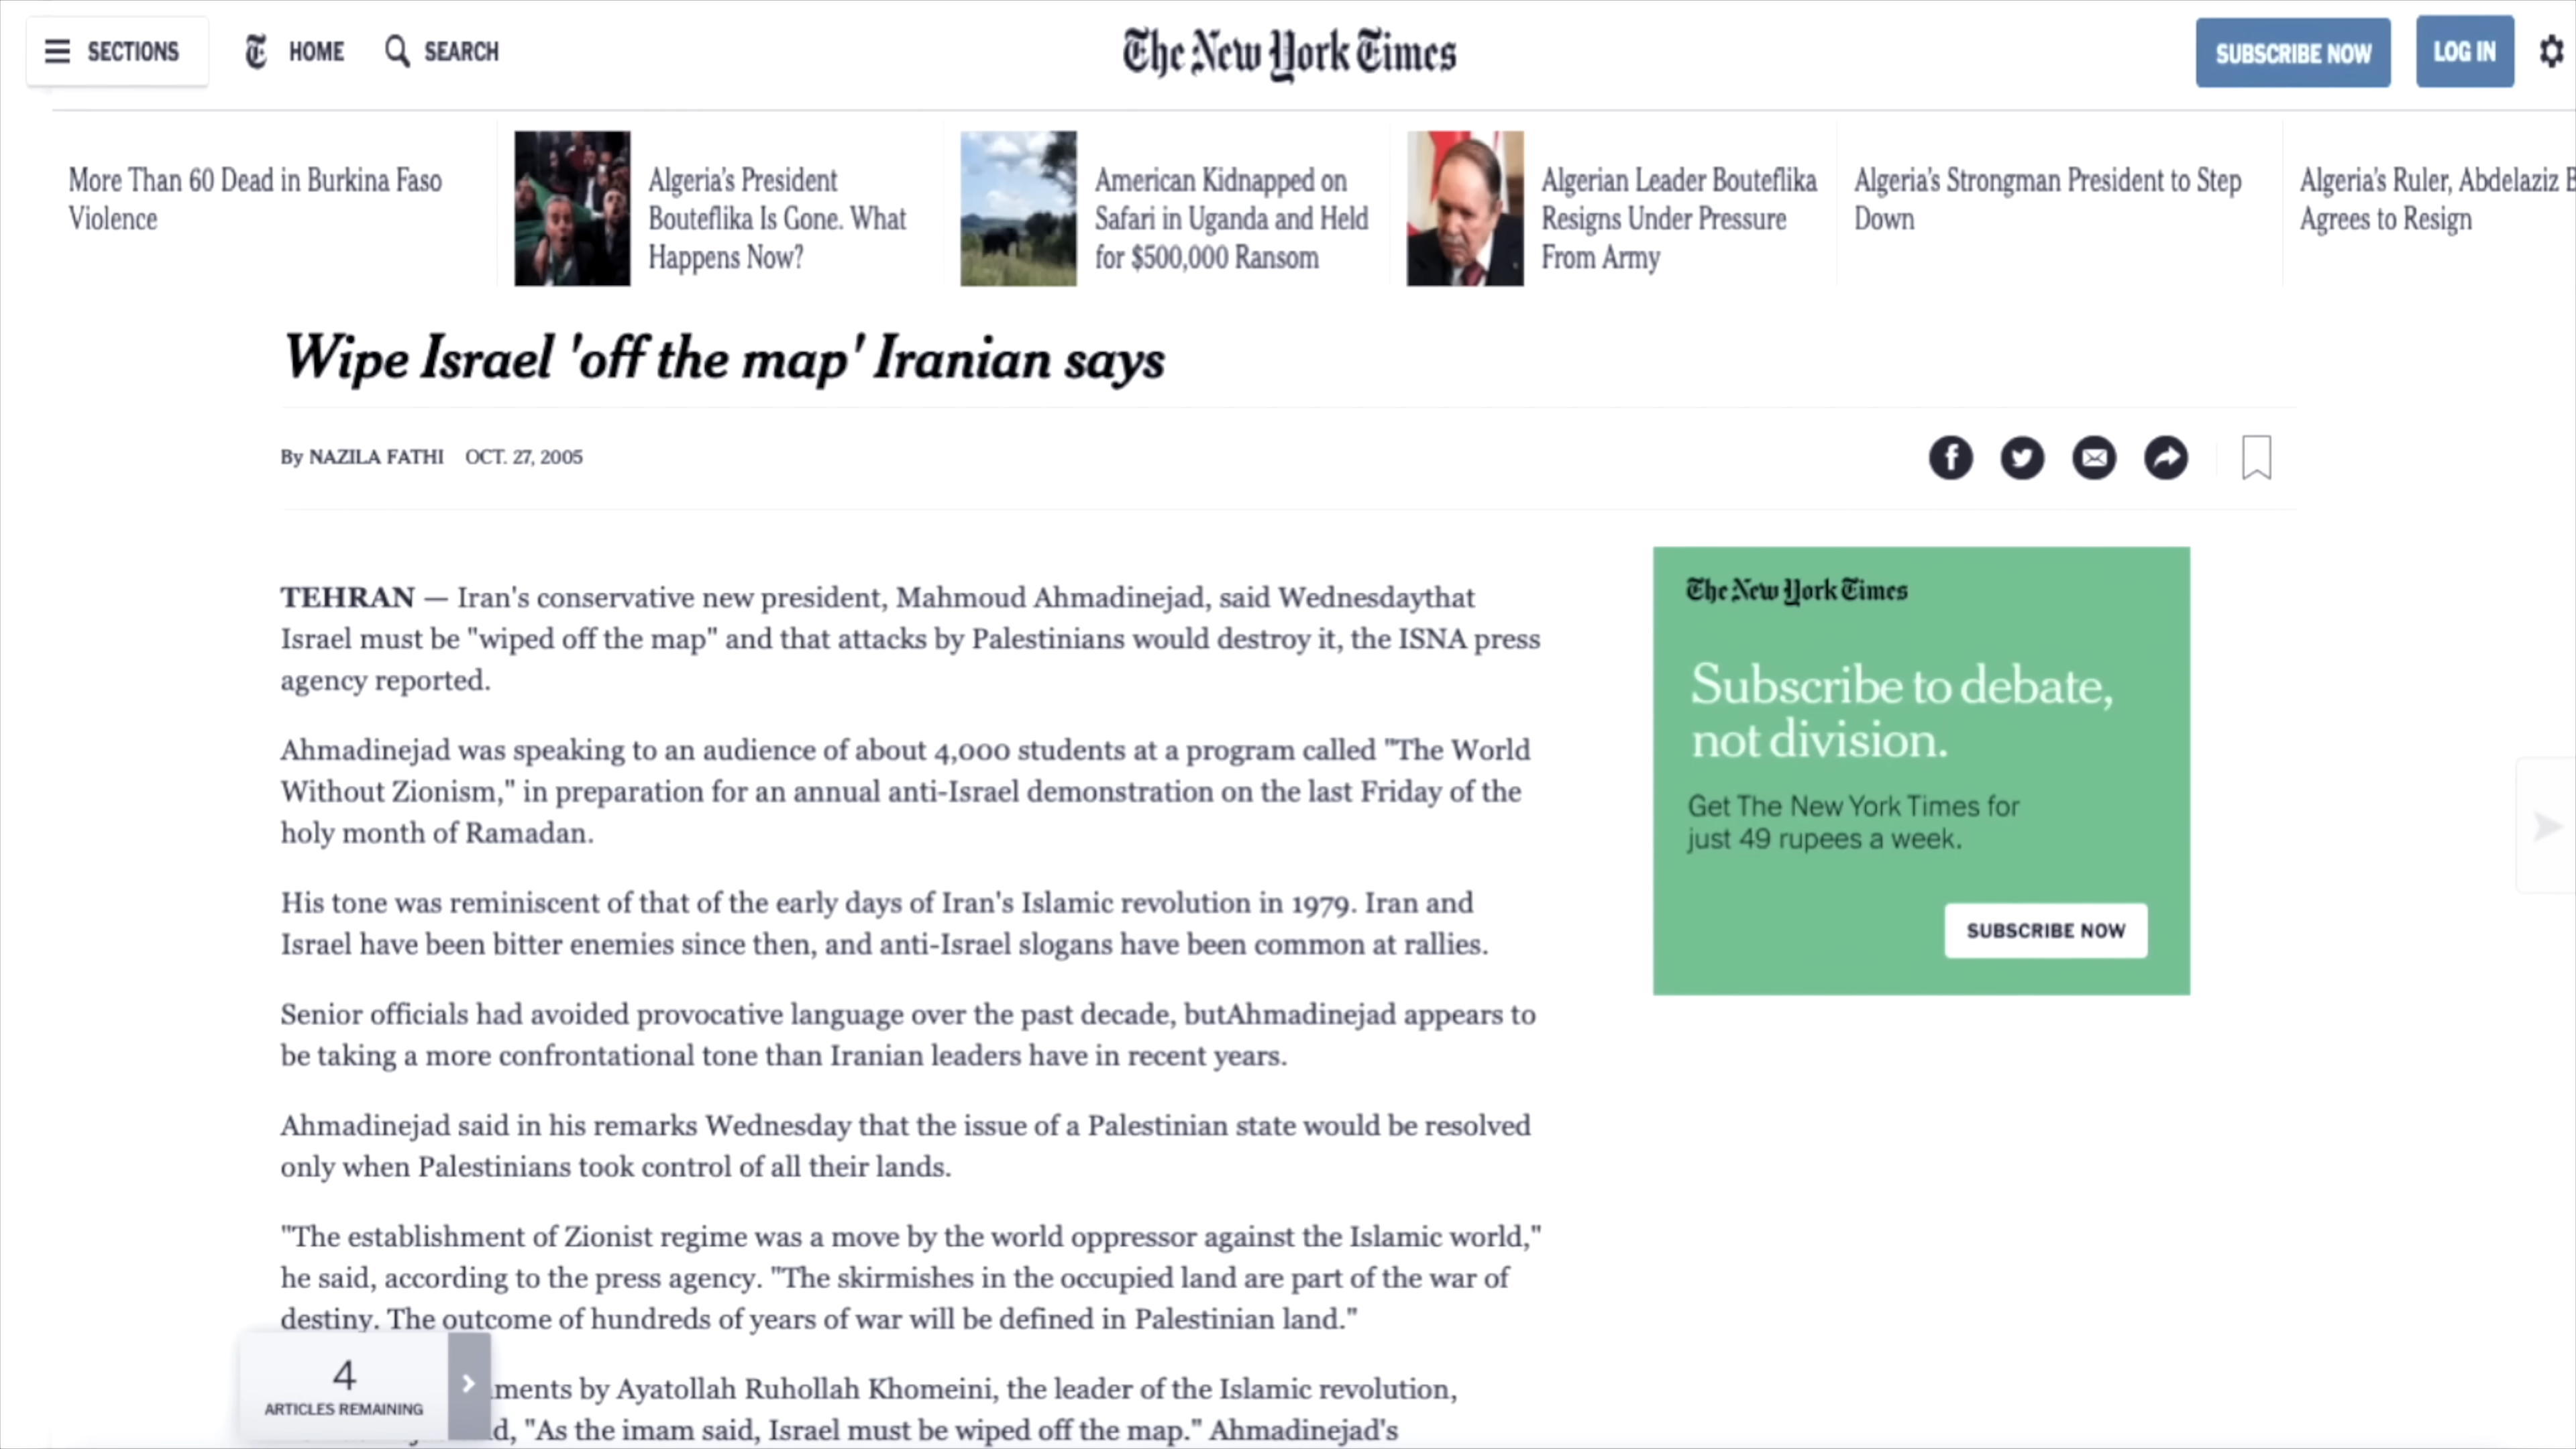 SECTIONS
HOME
SEARCH
The New York Times
SUBSCRIBE NOW
LOG IN
More Than 60 Dead in Burkina Faso
Violence
Algeria's President
Bouteflika Is Gone. What
Happens Now?
American Kidnapped on
Safari in Uganda and Held
for $500,000 Ransom
Algerian Leader Bouteflika
Resigns Under Pressure
From Army
Algeria's Strongman President to Step
Down
Algeria's Ruler, Abdelaziz
Agrees to Resign
Wipe Israel 'off the map' Iranian says
By NAZILA FATHI OCT. 27, 2005
TEHRAN — Iran's conservative new president, Mahmoud Ahmadinejad, said Wednesdaythat
Israel must be "wiped off the map" and that attacks by Palestinians would destroy it, the ISNA press
agency reported.
Ahmadinejad was speaking to an audience of about 4,000 students at a program called "The World
Without Zionism," in preparation for an annual anti-Israel demonstration on the last Friday of the
holy month of Ramadan.
His tone was reminiscent of that of the early days of Iran's Islamic revolution in 1979. Iran and
Israel have been bitter enemies since then, and anti-Israel slogans have been common at rallies.
Senior officials had avoided provocative language over the past decade, butAhmadinejad appears to
be taking a more confrontational tone than Iranian leaders have in recent years.
Ahmadinejad said in his remarks Wednesday that the issue of a Palestinian state would be resolved
only when Palestinians took control of all their lands.
"The establishment of Zionist regime was a move by the world oppressor against the Islamic world,"
he said, according to the press agency. "The skirmishes in the occupied land are part of the war of
destiny. The outcome of hundreds of years of war will be defined in Palestinian land."
by Ayatollah Ruhollah Khomeini, the leader of the Islamic revolution,
"As the imam said, Israel must be wiped off the map." Ahmadinejad's
4
ARTICLES REMAINING
The New York Times
Subscribe to debate,
not division.
Get The New York Times for
just 49 rupees a week.
SUBSCRIBE NOW